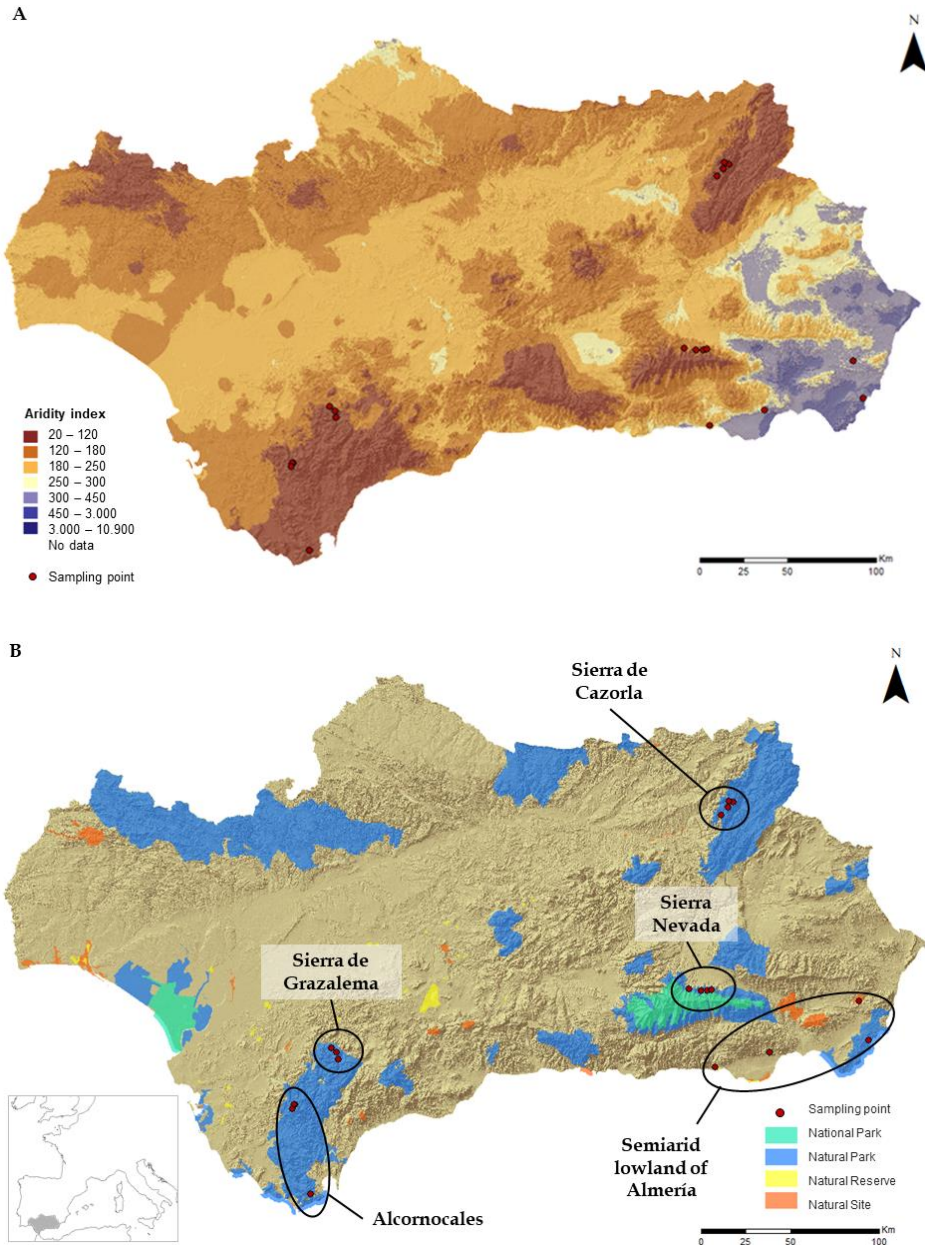 A
N
Aridity index
20 – 120
120 – 180
180 – 250
250 – 300
300 – 450
450 – 3.000
3.000 – 10.900
No data
Sampling point
Km
0 25 50 100
B
N
Sierra de
Cazorla
Sierra
Nevada
Sierra de
Grazalema
Semiarid
lowland of
Almería
Alcornocales
Sampling point
National Park
Natural Park
Natural Reserve
Natural Site
Km
0 25 50 100